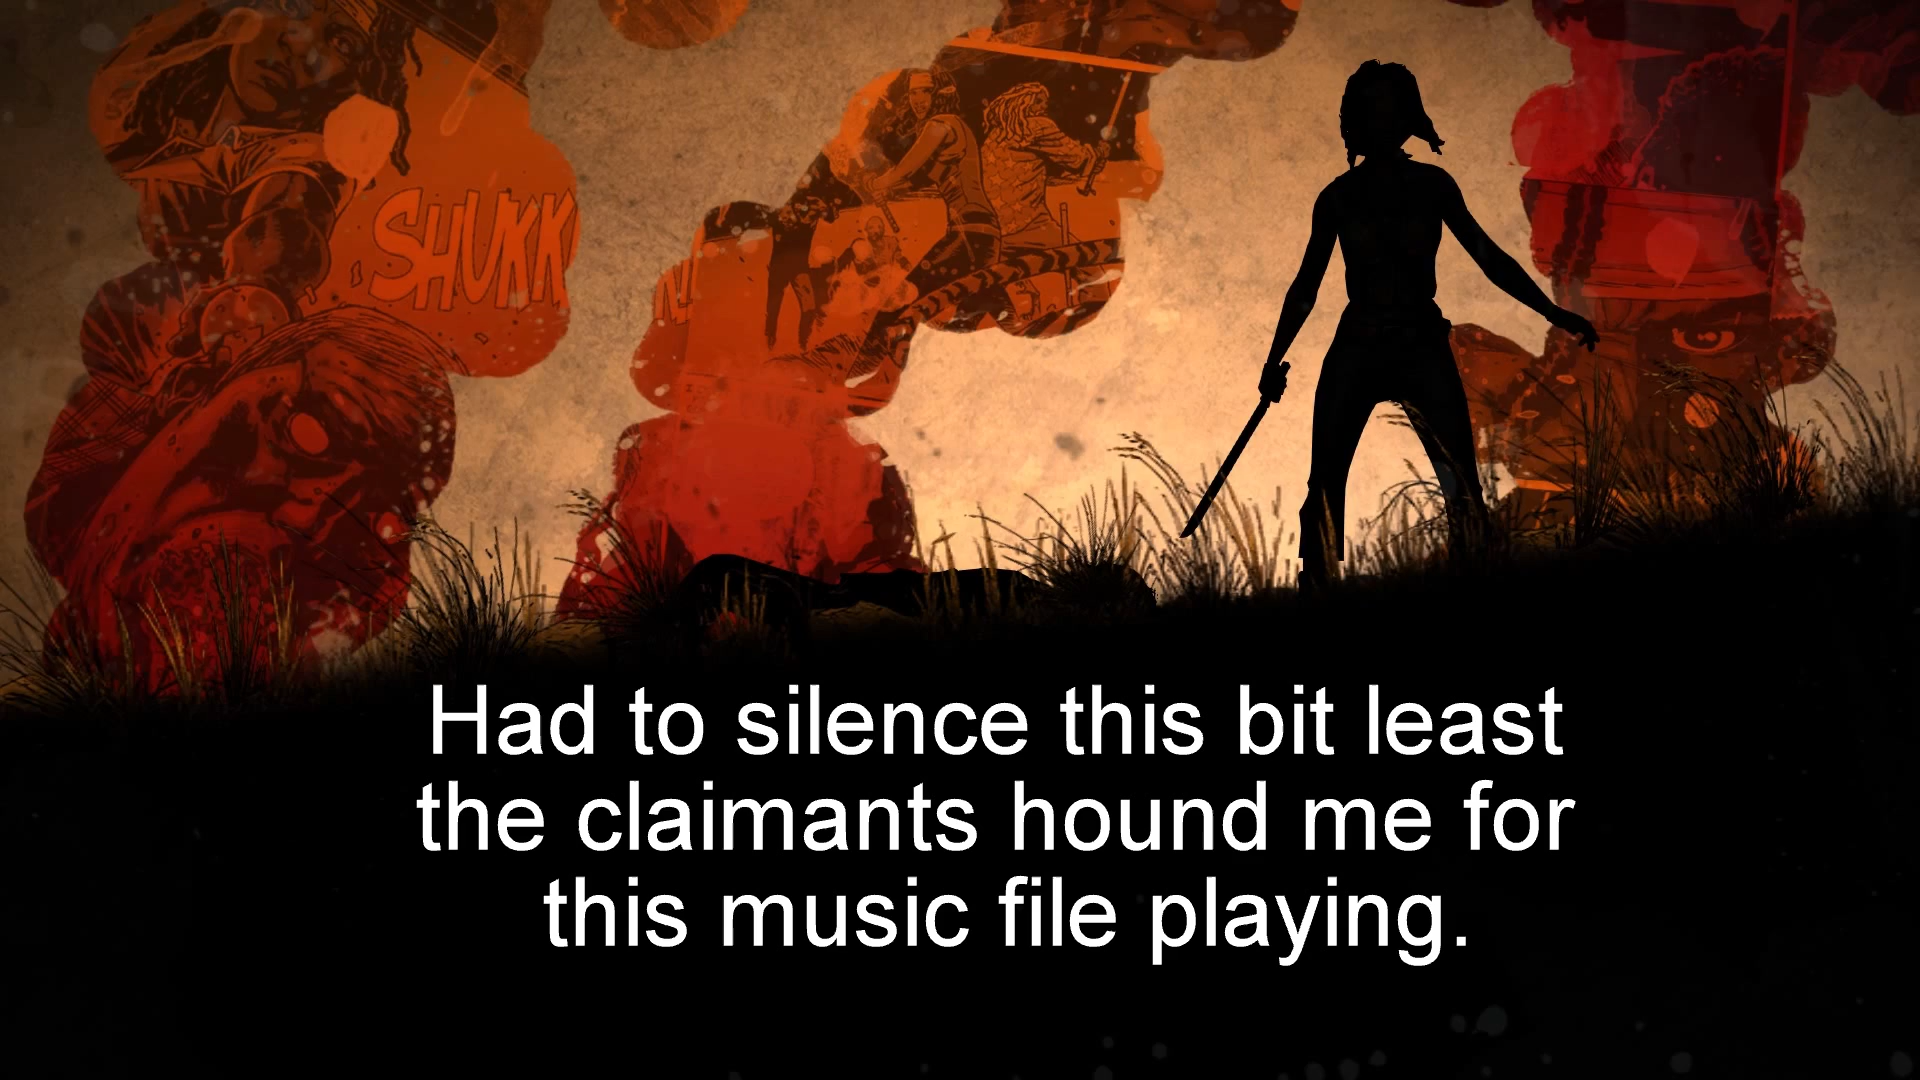 SHUKK
Had to silence this bit least
the claimants hound me for
this music file playing.